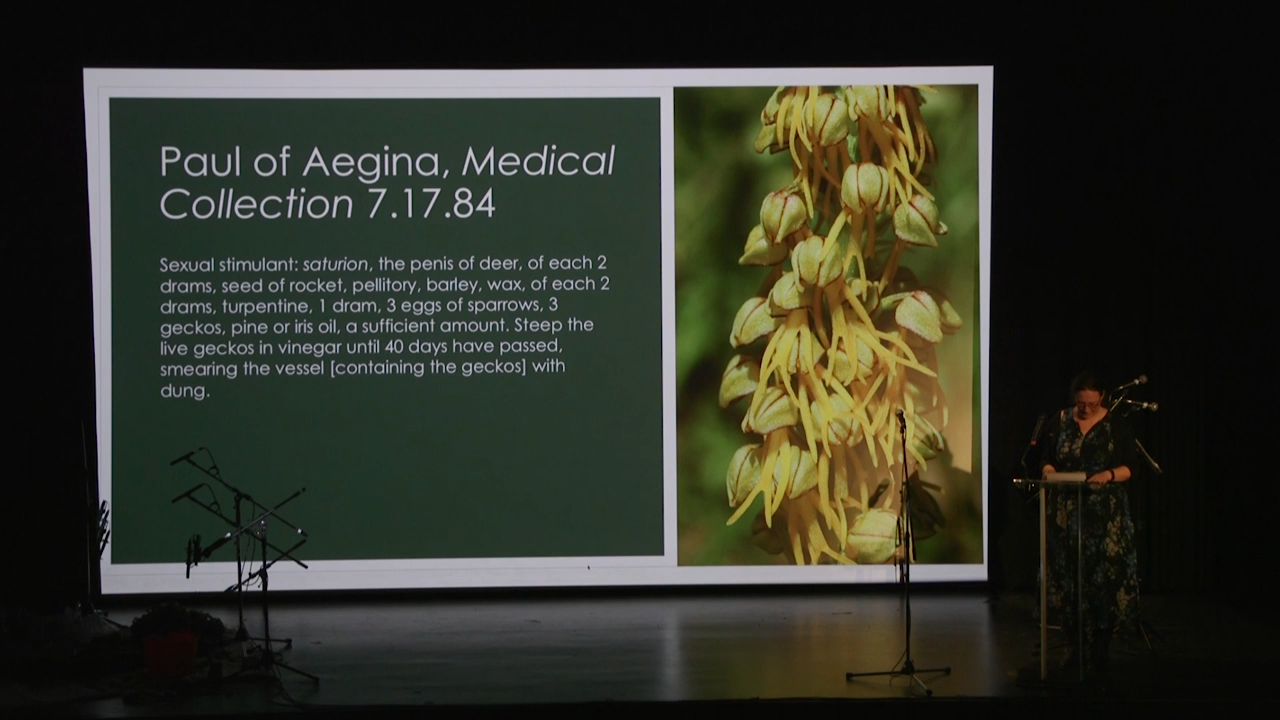 Paul of Aegina, Medical
Collection 7.17.84
Sexual stimulant: saturion, the penis of deer, of each 2
drams, seed of rocket, pellitory, barley, wax, of each 2
drams, turpentine, 1 dram, 3 eggs of sparrows, 3
geckos, pine or iris oil, a sufficient amount. Steep the
live geckos in vinegar until 40 days have passed,
smearing the vessel [containing the geckos] with
dung.